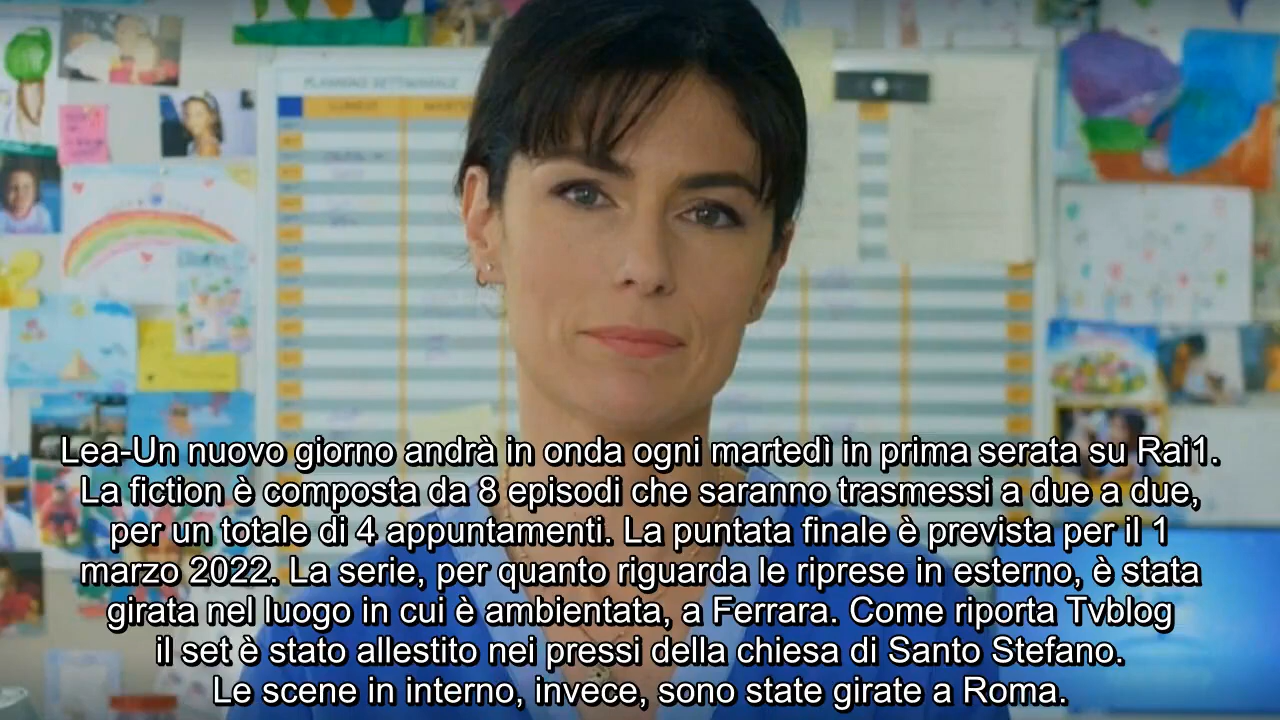 PLANNING SETTIMANALE
Lea-Un nuovo giorno andrà in onda ogni martedì in prima serata su Rai1.
La fiction è composta da 8 episodi che saranno trasmessi a due a due,
per un totale di 4 appuntamenti. La puntata finale è prevista per il 1
marzo 2022. La serie, per quanto riguarda le riprese in esterno, è stata
girata nel luogo in cui è ambientata, a Ferrara. Come riporta Tvblog
il set è stato allestito nei pressi della chiesa di Santo Stefano.
Le scene in interno, invece, sono state girate a Roma.